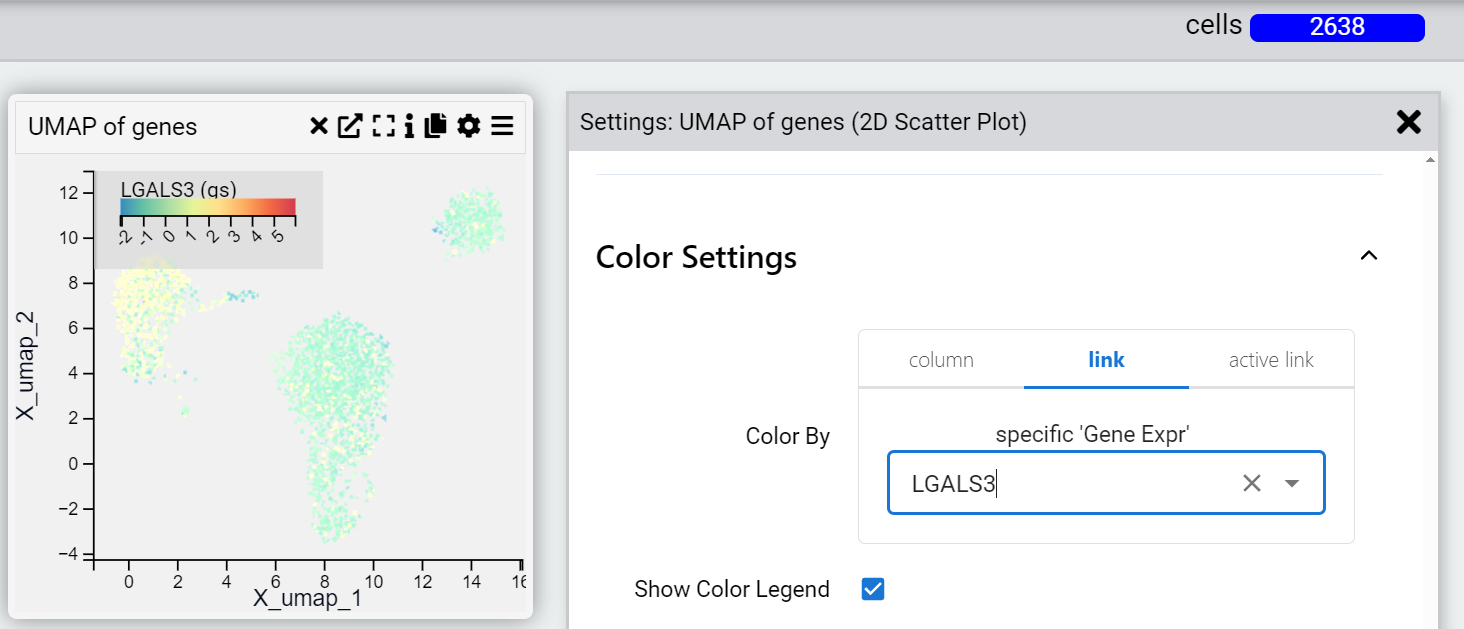 cells 2638
UMAP of genes
Settings: UMAP of genes (2D Scatter Plot)
LGALS3 (gs)
-2 -1 0 1 2 3 4 5
12
10
8
6
4
2
0
−2
−4
X_umap_2
0 2 4 6 8 10 12 14 16
X_umap_1
Color Settings
column link active link
Color By
specific 'Gene Expr'
LGALS3
Show Color Legend